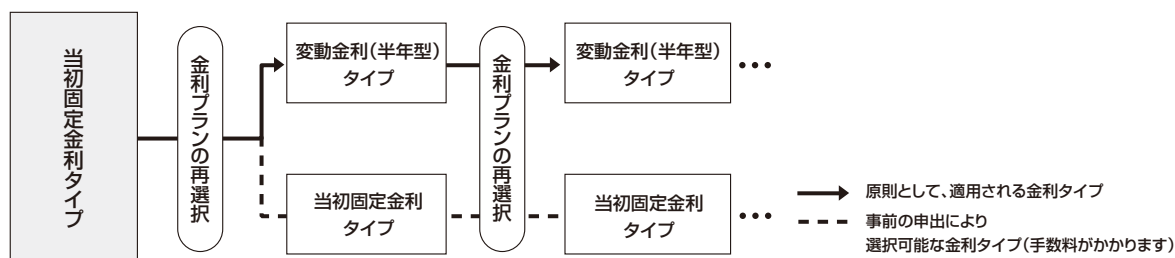 当初固定金利タイプ
金利プランの再選択
変動金利(半年型)
タイプ
当初固定金利
タイプ
金利プランの再選択
変動金利(半年型)
タイプ
•••
当初固定金利
タイプ
•••
原則として、適用される金利タイプ
事前の申出により
選択可能な金利タイプ(手数料がかかります)